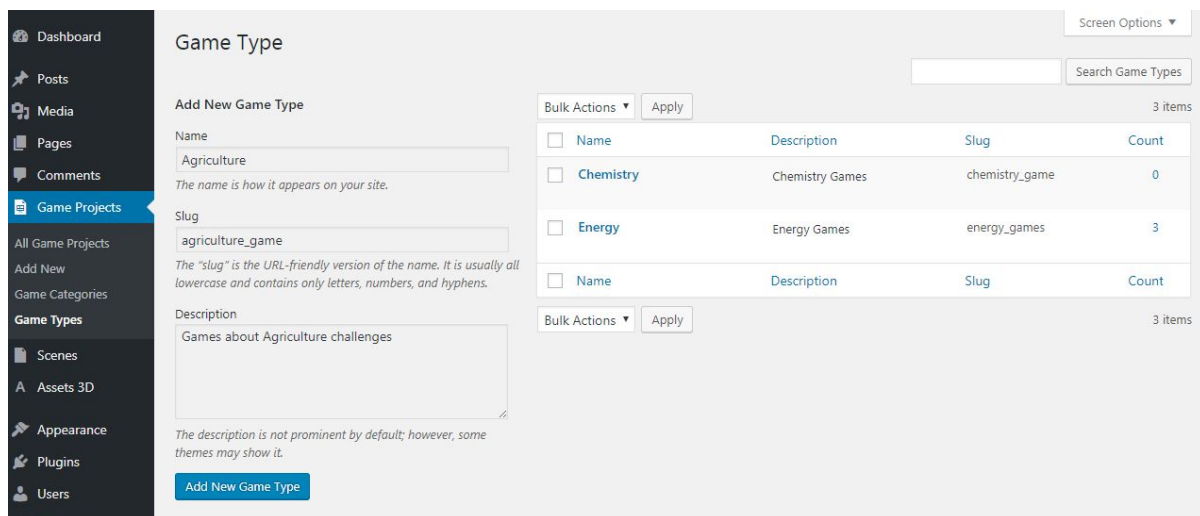 Dashboard
Posts
Media
Pages
Comments
Game Projects
All Game Projects
Add New
Game Categories
Game Types
Scenes
A Assets 3D
Appearance
Plugins
Users
Screen Options ▼
Game Type
Search Game Types
Add New Game Type
Name
Agriculture
The name is how it appears on your site.
Slug
agriculture_game
The “slug” is the URL-friendly version of the name. It is usually all
lowercase and contains only letters, numbers, and hyphens.
Description
Games about Agriculture challenges
The description is not prominent by default; however, some
themes may show it.
Add New Game Type
Bulk Actions ▼ Apply 3 items
Name Description Slug Count
Chemistry Chemistry Games chemistry_game 0
Energy Energy Games energy_games 3
Name Description Slug Count
Bulk Actions ▼ Apply 3 items